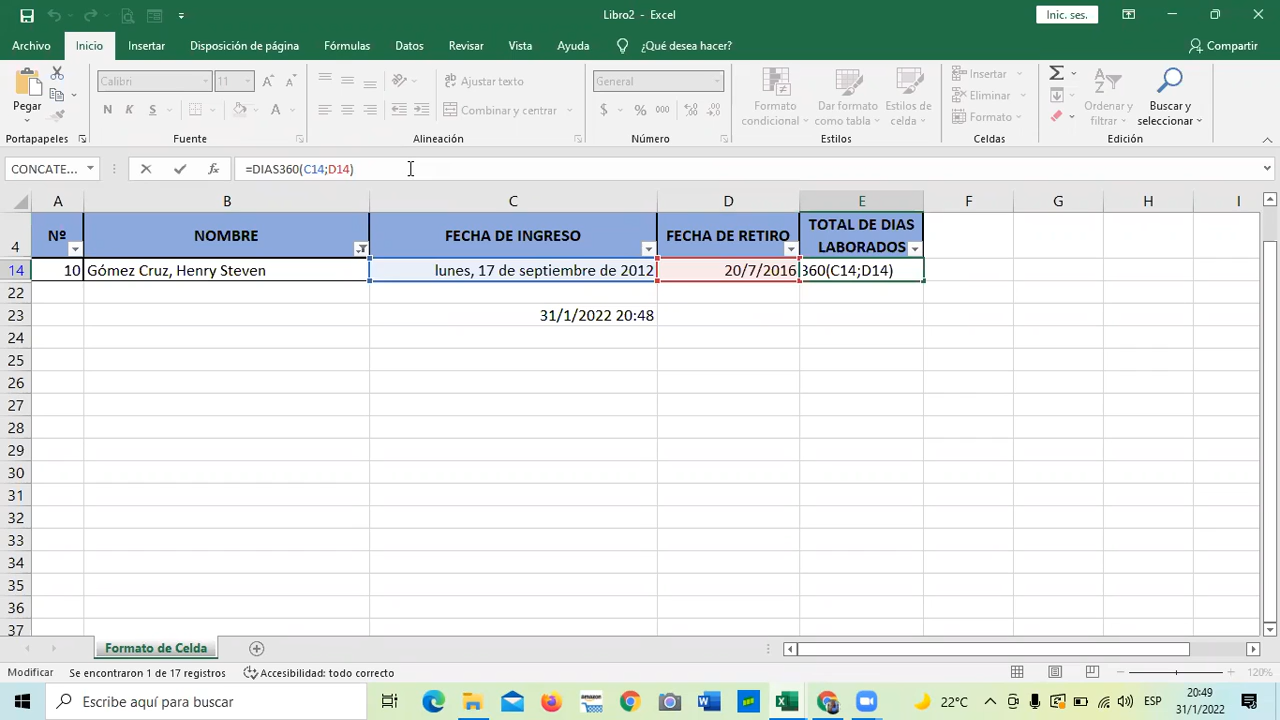 Libro2 - Excel
Inic. ses.
Archivo Inicio Insertar Disposición de página Fórmulas Datos Revisar Vista Ayuda ¿Qué desea hacer? Compartir
Pegar
Calibri 11
Ajustar texto
General
Insertar
N K S
Combinar y centrar
$ % 000
Formato condicional
Dar formato como tabla
Estilos de celda
Eliminar
Formato
Ordenar y filtrar
Buscar y seleccionar
Portapapeles Fuente Alineación Número Estilos Celdas Edición
CONCATE... fx =DIAS360(C14;D14)
A B C D E F G H I
4 Nº NOMBRE FECHA DE INGRESO FECHA DE RETIRO TOTAL DE DIAS LABORADOS
14 10 Gómez Cruz, Henry Steven lunes, 17 de septiembre de 2012 20/7/2016 360(C14;D14)
22
23 31/1/2022 20:48
24
25
26
27
28
29
30
31
32
33
34
35
36
37
Formato de Celda
Modificar Se encontraron 1 de 17 registros Accesibilidad: todo correcto 120%
Escribe aquí para buscar 22°C ESP 20:49
31/1/2022